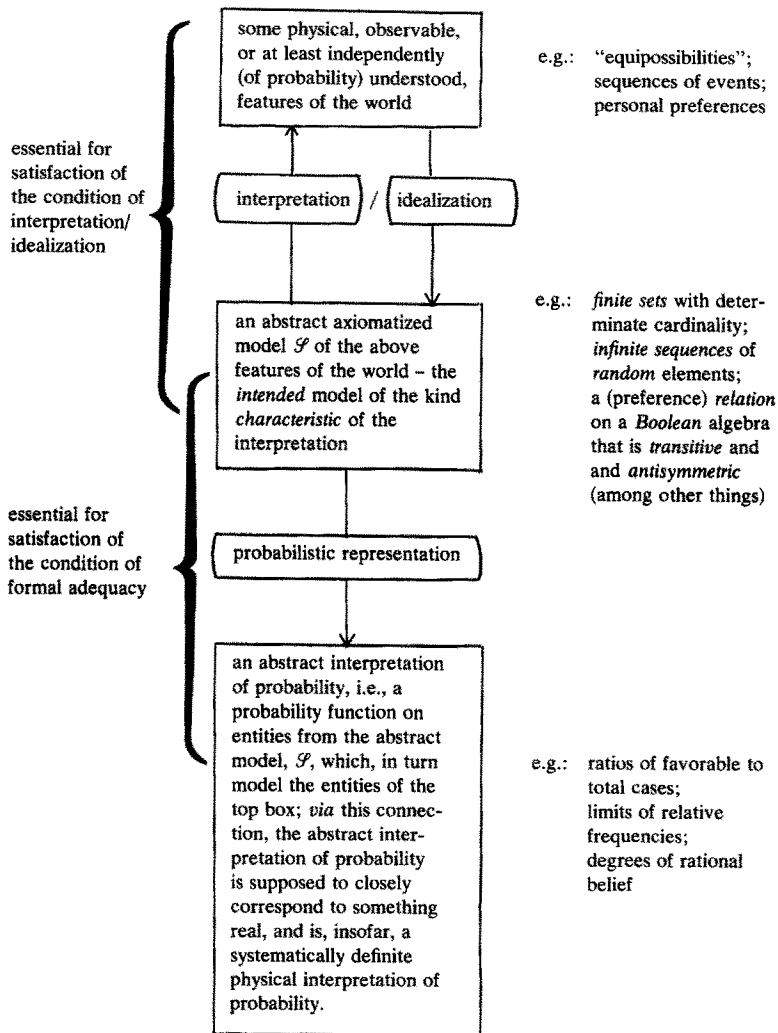 some physical, observable,
or at least independently
(of probability) understood,
features of the world
e.g.: “equipossibilities”;
sequences of events;
personal preferences
essential for
satisfaction of
the condition of
interpretation/
idealization
interpretation / idealization
an abstract axiomatized
model 𝒮 of the above
features of the world – the
intended model of the kind
characteristic of the
interpretation
e.g.: finite sets with deter-
minate cardinality;
infinite sequences of
random elements;
a (preference) relation
on a Boolean algebra
that is transitive and
and antisymmetric
(among other things)
essential for
satisfaction of
the condition of
formal adequacy
probabilistic representation
an abstract interpretation
of probability, i.e., a
probability function on
entities from the abstract
model, 𝒮, which, in turn
model the entities of the
top box; via this connec-
tion, the abstract inter-
pretation of probability
is supposed to closely
correspond to something
real, and is, insofar, a
systematically definite
physical interpretation of
probability.
e.g.: ratios of favorable to
total cases;
limits of relative
frequencies;
degrees of rational
belief